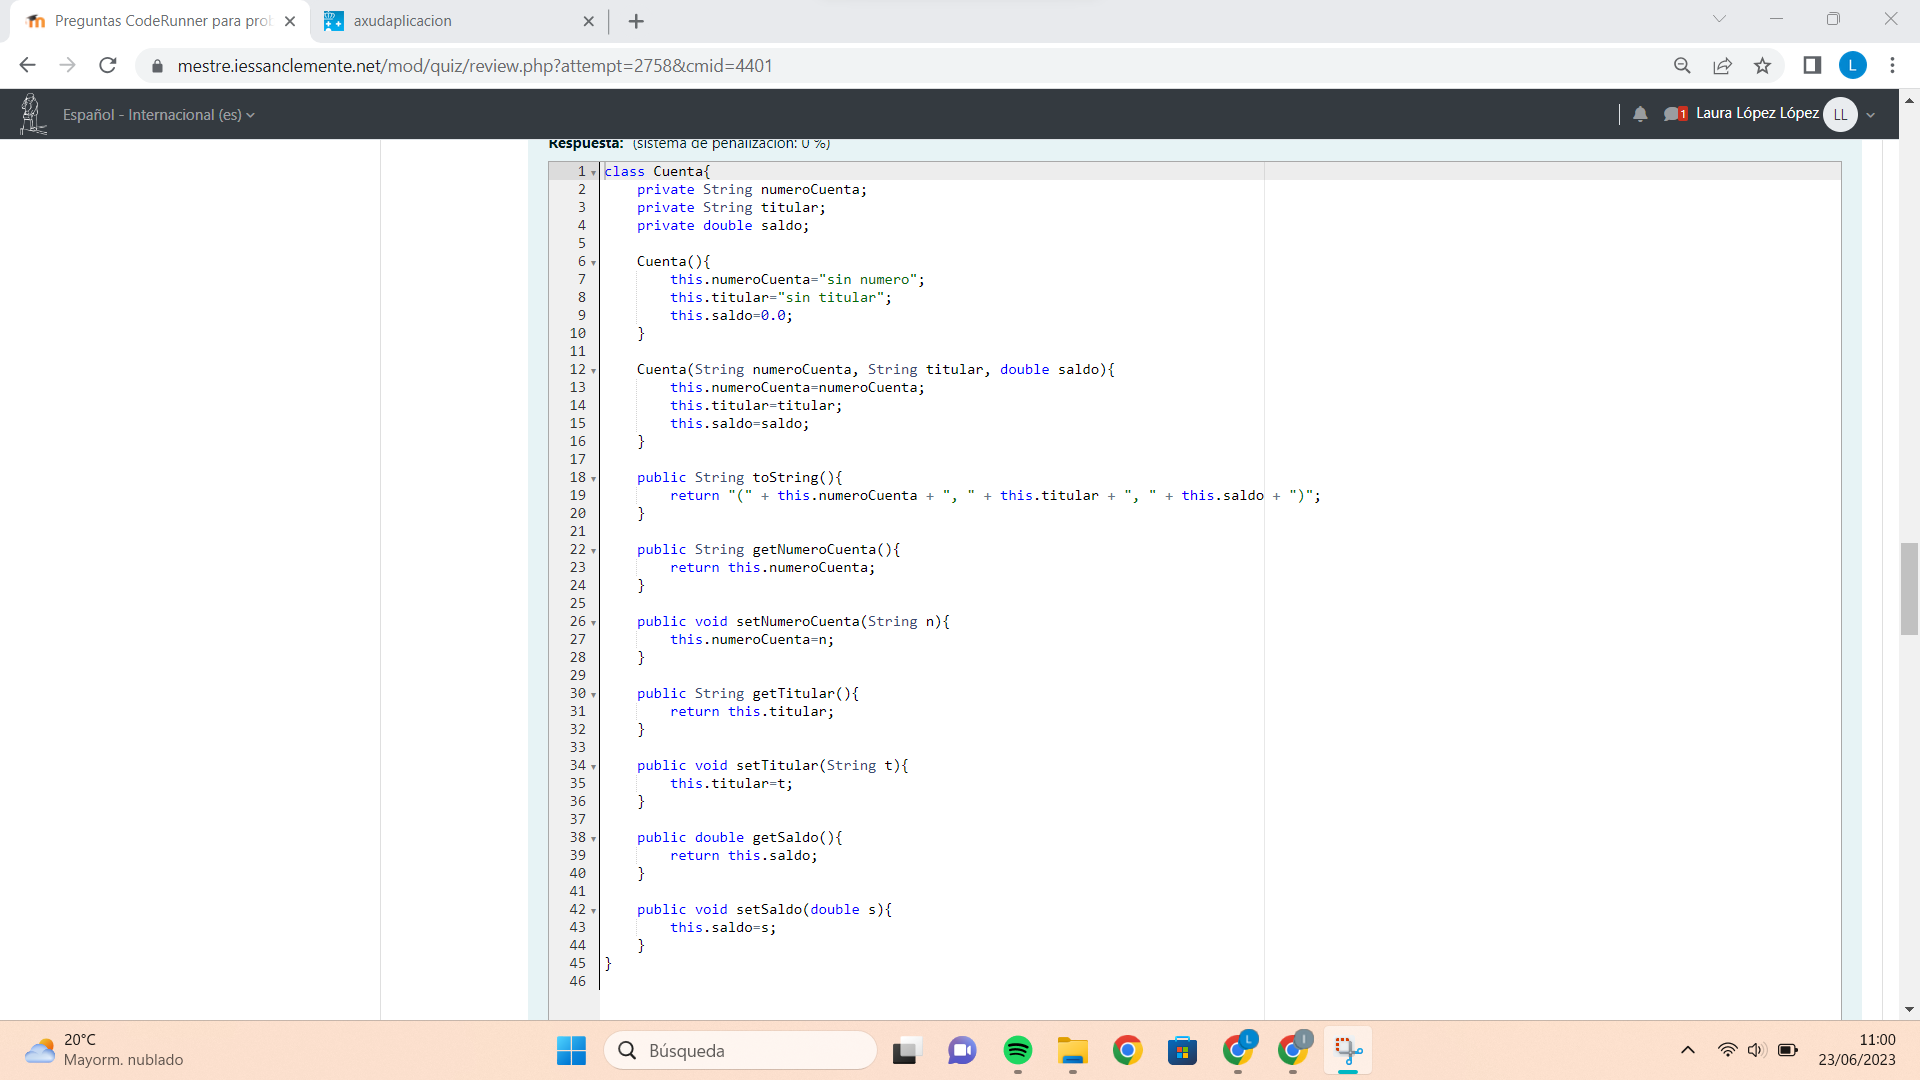 Preguntas CodeRunner para prob
axudaplicacion
mestre.iessanclemente.net/mod/quiz/review.php?attempt=2758&cmid=4401
L
Español - Internacional (es)
1
Laura López López
LL
Respuesta: (sistema de penalización: 0 %)
1 class Cuenta{
2 private String numeroCuenta;
3 private String titular;
4 private double saldo;
5
6 Cuenta(){
7 this.numeroCuenta="sin numero";
8 this.titular="sin titular";
9 this.saldo=0.0;
10 }
11
12 Cuenta(String numeroCuenta, String titular, double saldo){
13 this.numeroCuenta=numeroCuenta;
14 this.titular=titular;
15 this.saldo=saldo;
16 }
17
18 public String toString(){
19 return "(" + this.numeroCuenta + ", " + this.titular + ", " + this.saldo + ")";
20 }
21
22 public String getNumeroCuenta(){
23 return this.numeroCuenta;
24 }
25
26 public void setNumeroCuenta(String n){
27 this.numeroCuenta=n;
28 }
29
30 public String getTitular(){
31 return this.titular;
32 }
33
34 public void setTitular(String t){
35 this.titular=t;
36 }
37
38 public double getSaldo(){
39 return this.saldo;
40 }
41
42 public void setSaldo(double s){
43 this.saldo=s;
44 }
45 }
46
20°C
Mayorm. nublado
Búsqueda
L
I
11:00
23/06/2023